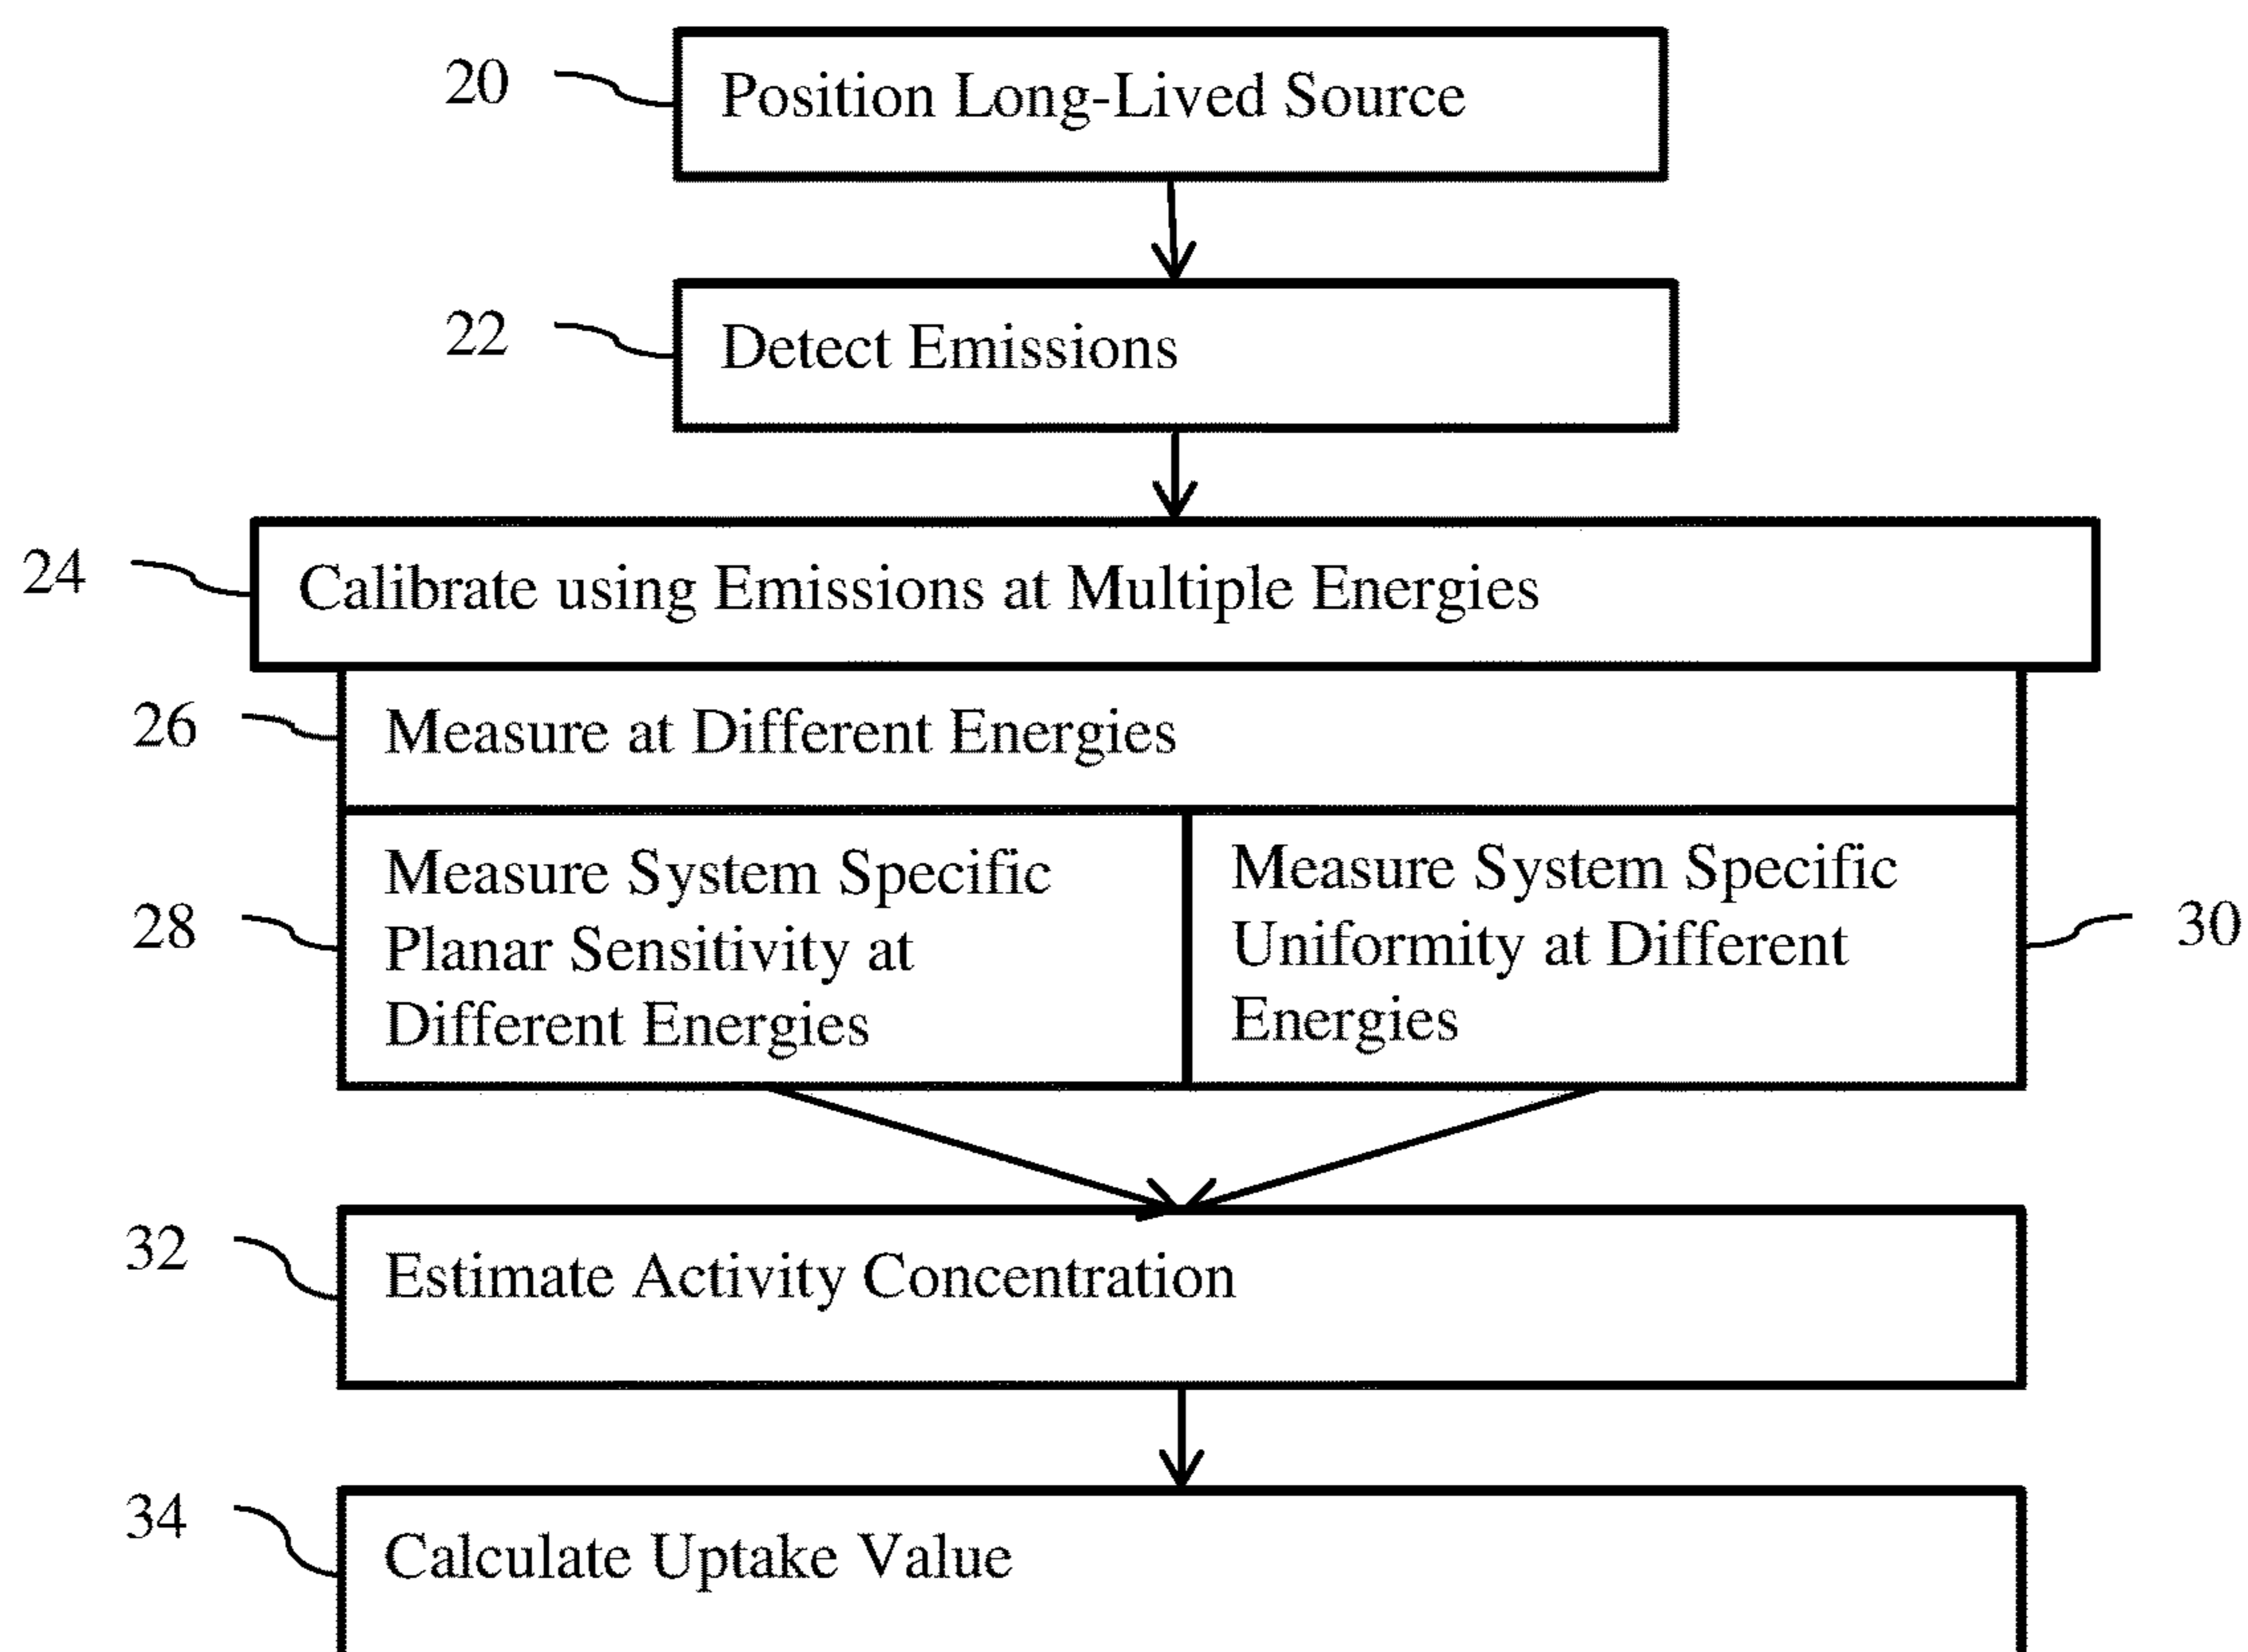 20 Position Long-Lived Source
22 Detect Emissions
24 Calibrate using Emissions at Multiple Energies
26 Measure at Different Energies
28 Measure System Specific
Planar Sensitivity at
Different Energies
Measure System Specific
Uniformity at Different
Energies
30
32 Estimate Activity Concentration
34 Calculate Uptake Value